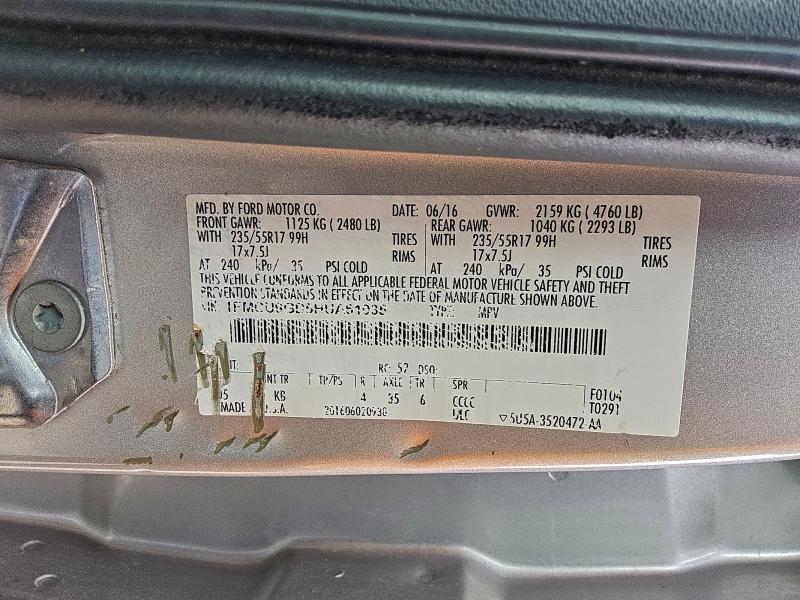 MFD. BY FORD MOTOR CO. DATE: 06/16 GVWR: 2159 KG ( 4760 LB)
FRONT GAWR: 1125 KG ( 2480 LB) REAR GAWR: 1040 KG ( 2293 LB)
WITH 235/55R17 99H TIRES WITH 235/55R17 99H TIRES
17x7.5J RIMS 17x7.5J RIMS
AT 240 kPa/ 35 PSI COLD AT 240 kPa/ 35 PSI COLD
THIS VEHICLE CONFORMS TO ALL APPLICABLE FEDERAL MOTOR VEHICLE SAFETY AND THEFT
PREVENTION STANDARDS IN EFFECT ON THE DATE OF MANUFACTURE SHOWN ABOVE.
VIN: TYPE: MPV
RC: 52 DSO:
INT TR TP/PS R AXLE TR SPR
KB 4 35 6 F0104
MADE U.S.A. DLC T0291
5U5A-3520472-AA